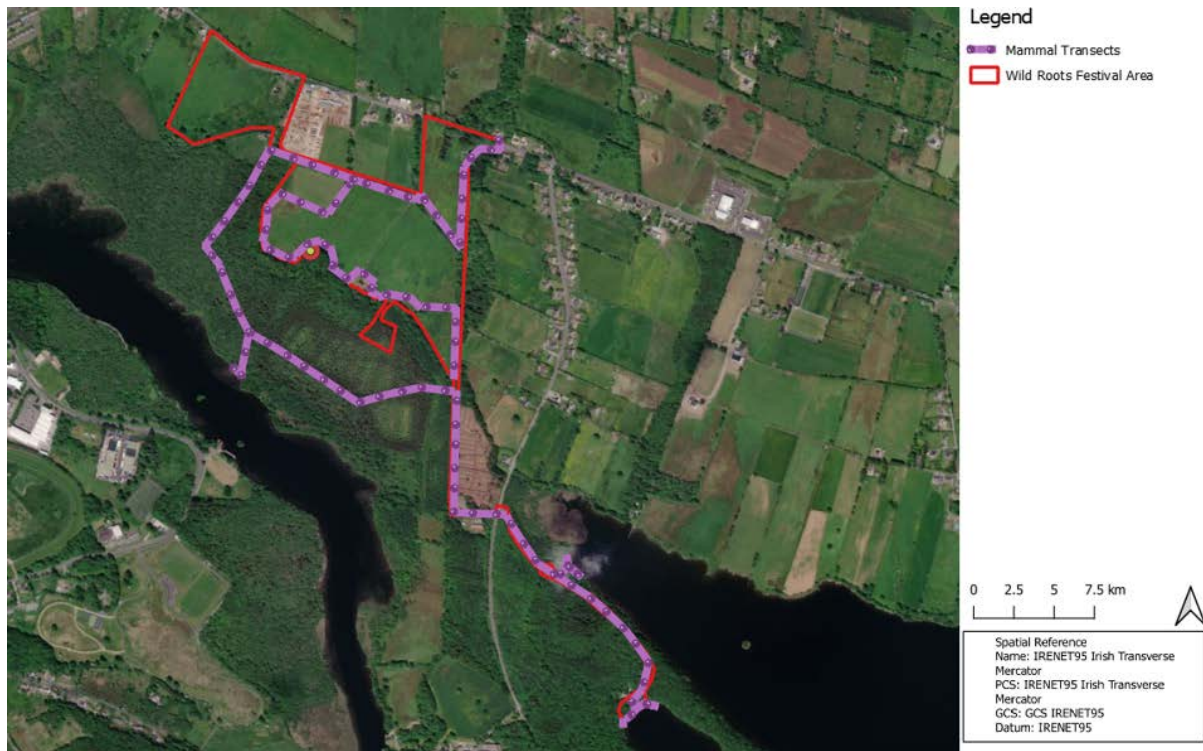 Legend
Mammal Transects
Wild Roots Festival Area
0 2.5 5 7.5 km
Spatial Reference
Name: IRENET95 Irish Transverse
Mercator
PCS: IRENET95 Irish Transverse
Mercator
GCS: GCS IRENET95
Datum: IRENET95